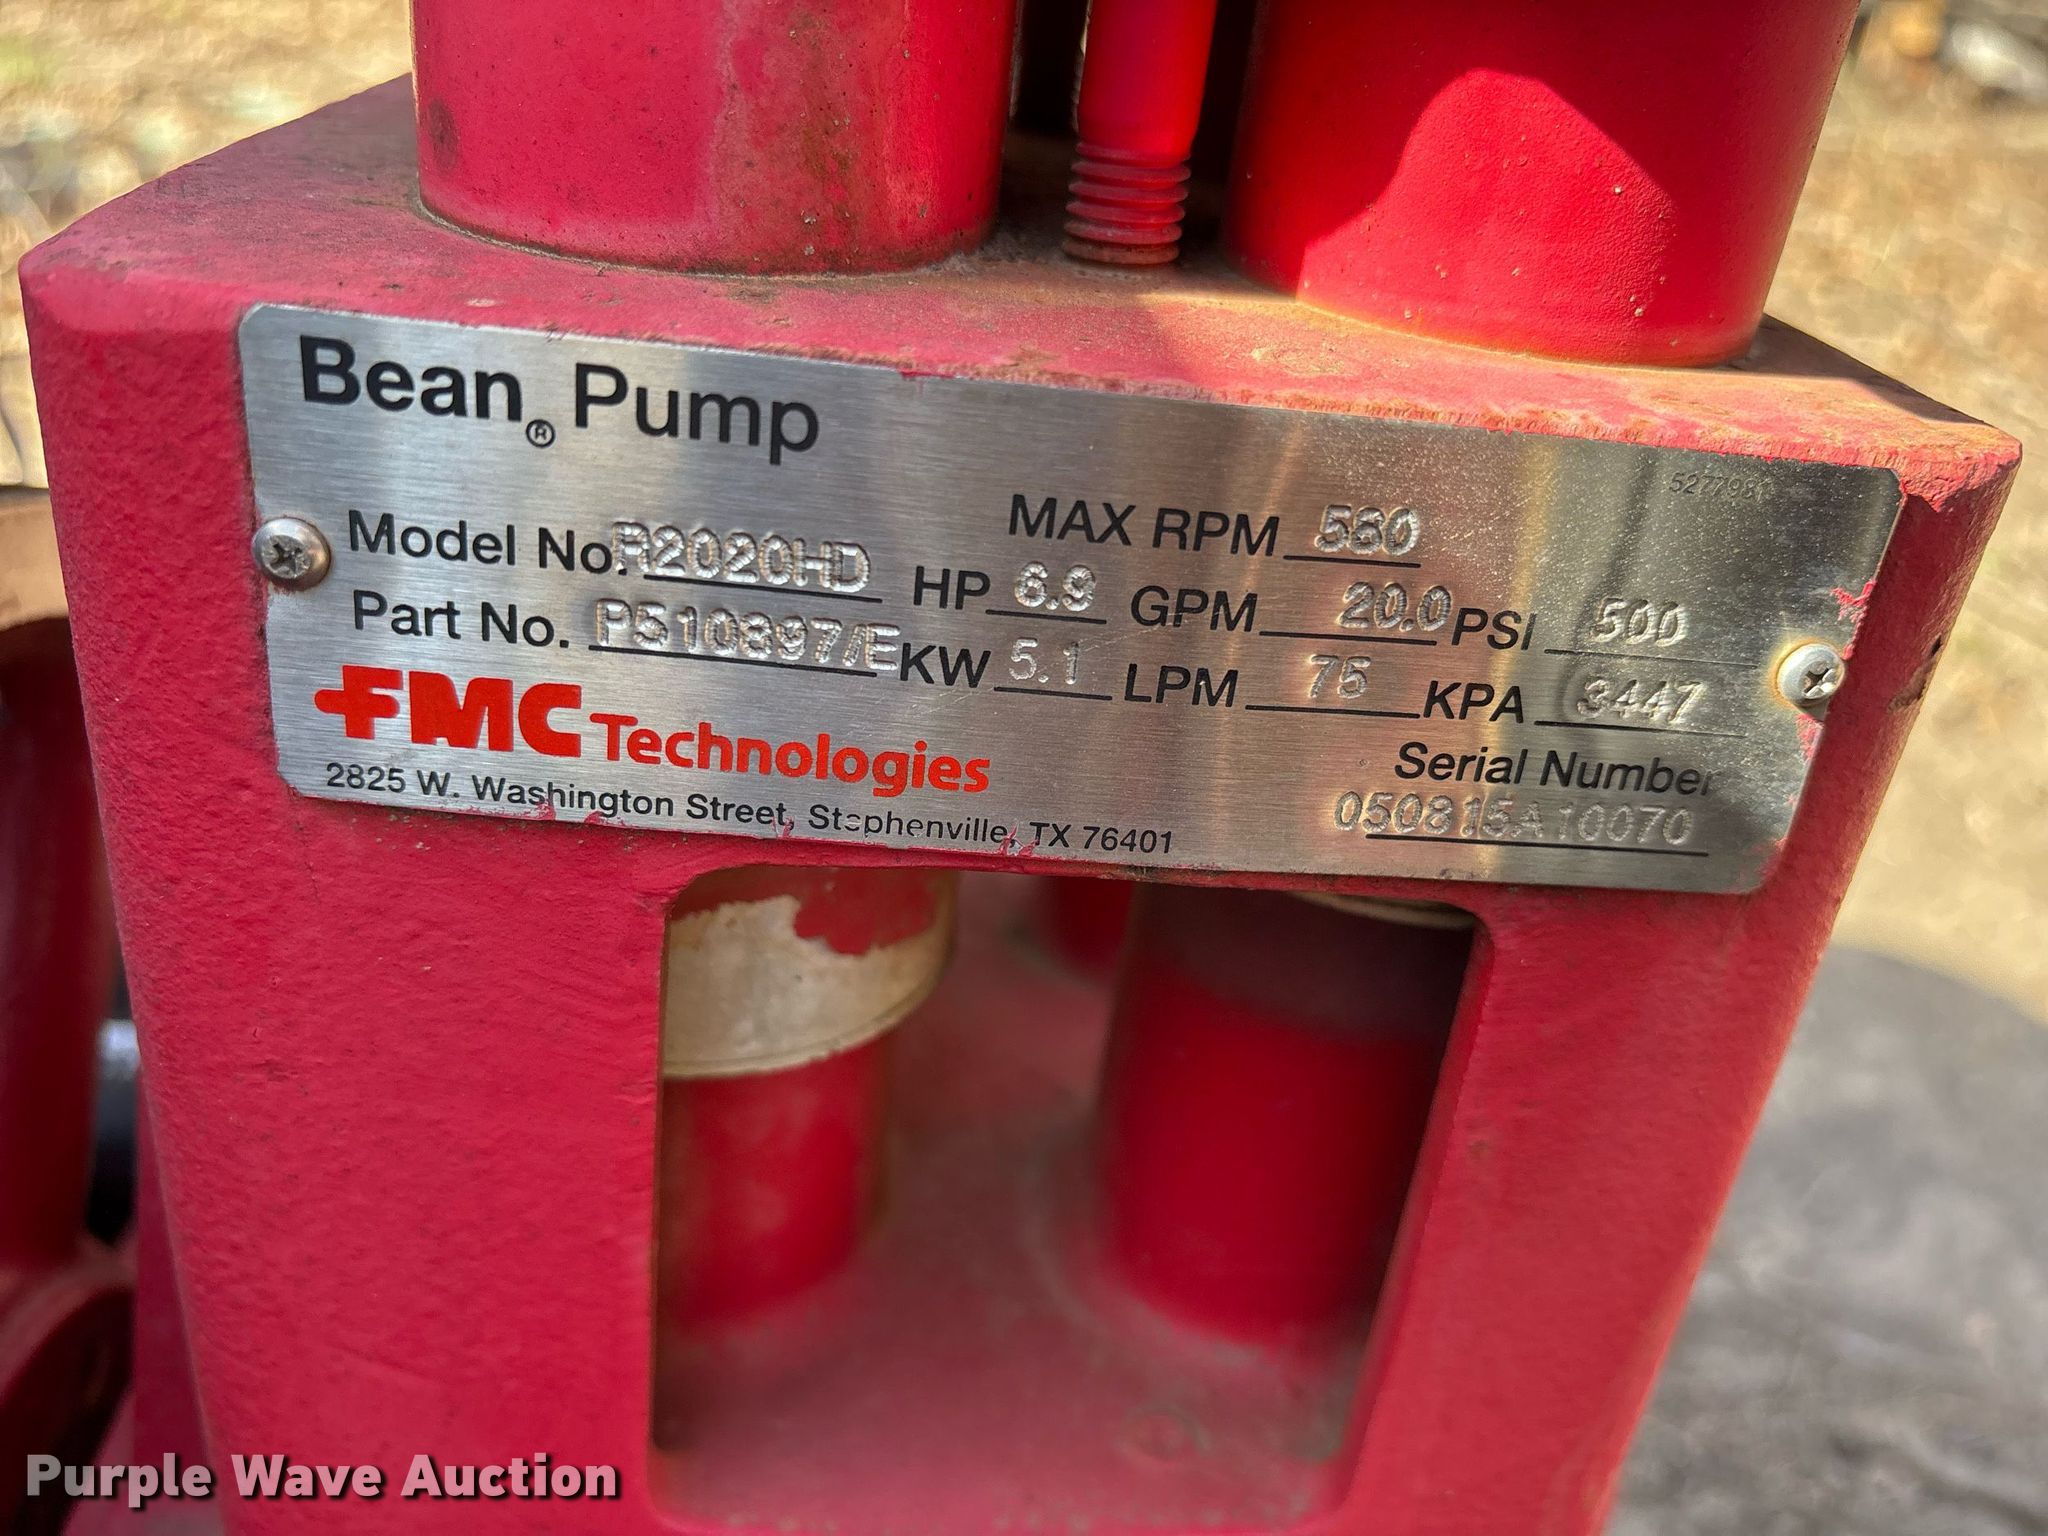 Bean® Pump
5277981
MAX RPM 580
Model No. R2020HD HP 6.9 GPM 20.0 PSI 500
Part No. P510897/E KW 5.1 LPM 75 KPA 3447
FMC Technologies
Serial Number
2825 W. Washington Street, Stephenville, TX 76401
050815A10070
Purple Wave Auction